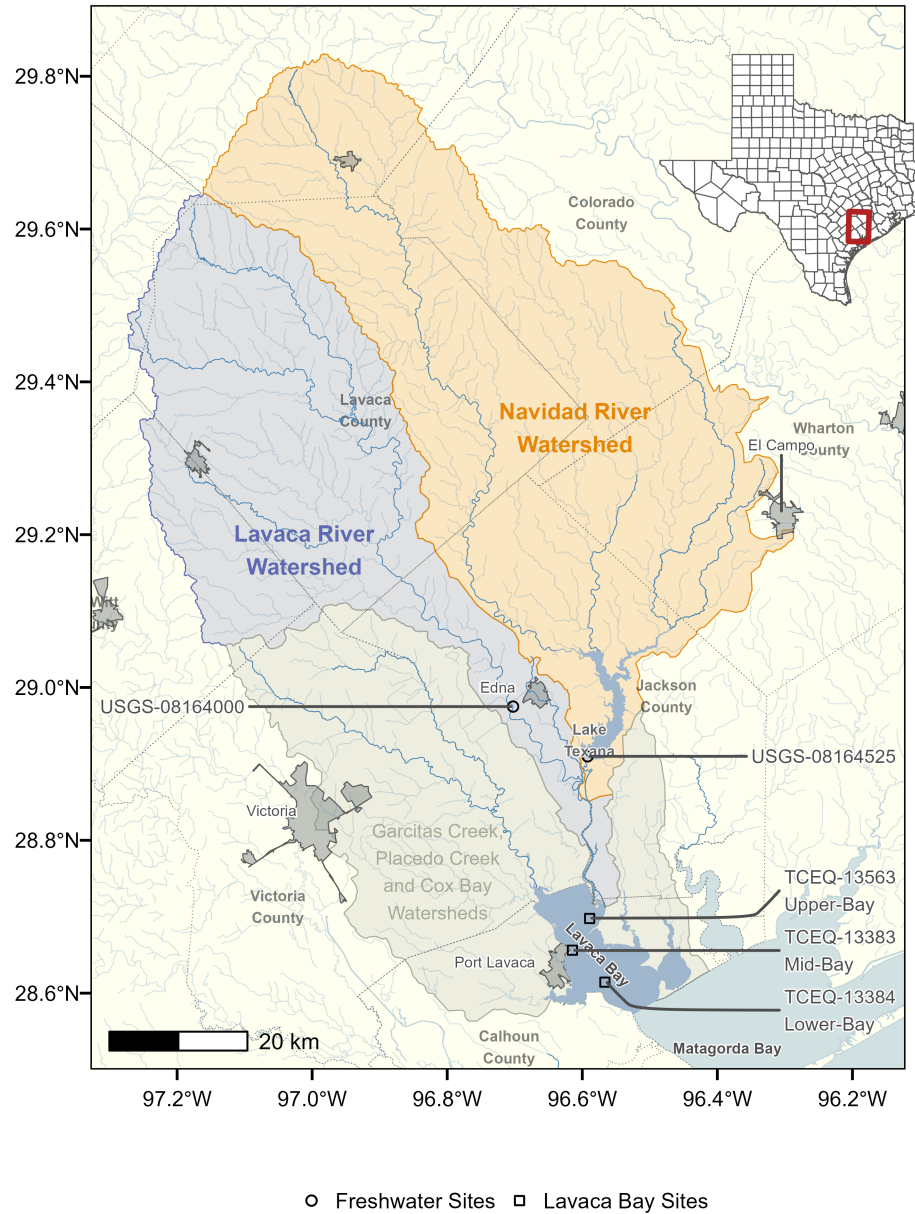 29.8°N
29.6°N
29.4°N
29.2°N
29.0°N
28.8°N
28.6°N
Colorado
County
Lavaca
County
Navidad River
Watershed
Wharton
County
El Campo
Lavaca River
Watershed
Witt
Edna
USGS-08164000
Jackson
County
Lake
Texana
USGS-08164525
Victoria
Garcitas Creek,
Placedo Creek
and Cox Bay
Watersheds
Victoria
County
TCEQ-13563
Upper-Bay
TCEQ-13383
Mid-Bay
TCEQ-13384
Lower-Bay
Lavaca Bay
Port Lavaca
Calhoun
County
Matagorda Bay
20 km
97.2°W
97.0°W
96.8°W
96.6°W
96.4°W
96.2°W
Freshwater Sites
Lavaca Bay Sites